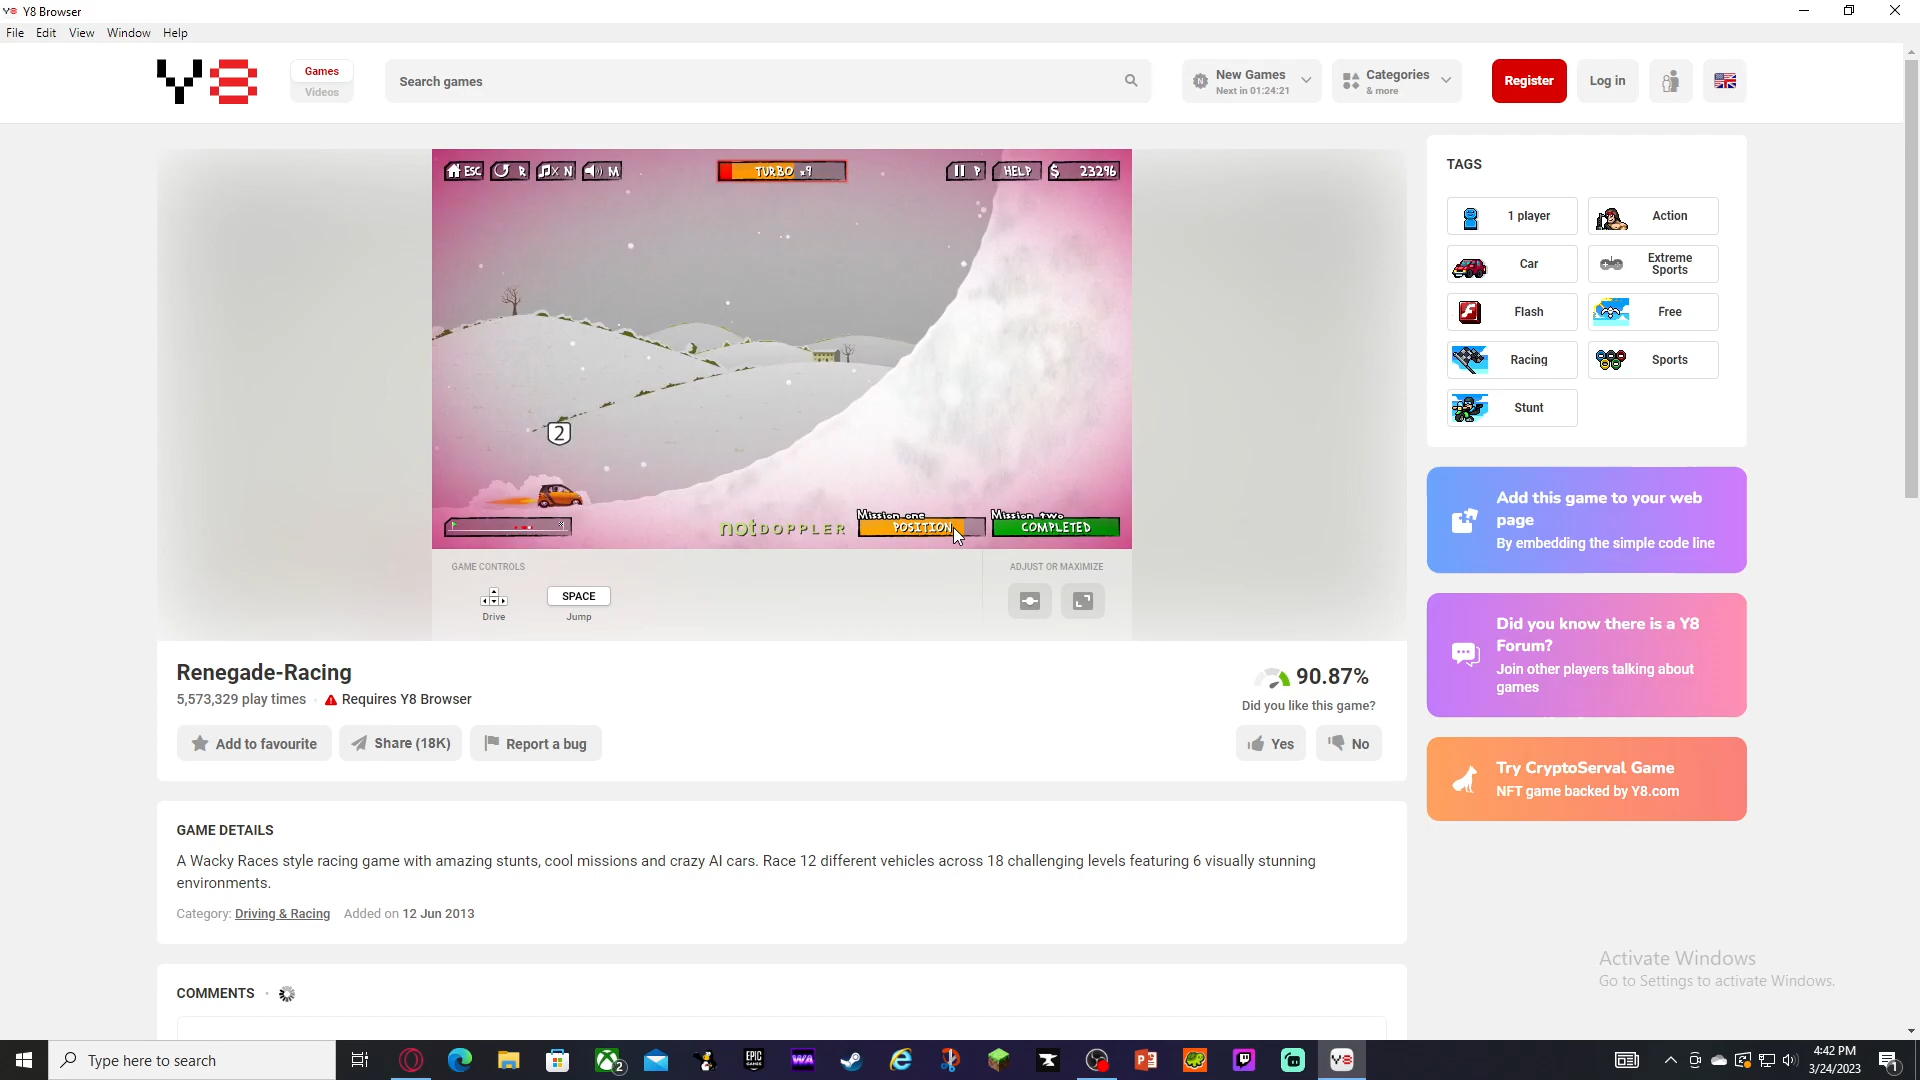 Y8 Browser
File Edit View Window Help
Y8
Games
Videos
Search games
New Games
Next in 01:24:21
Categories
& more
Register
Log in
ESC R N M
TURBO x9
P HELP $ 23296
2
notDOPPLER
Mission one
POSITION
Mission two
COMPLETED
GAME CONTROLS
ADJUST OR MAXIMIZE
SPACE
Drive
Jump
Renegade-Racing
5,573,329 play times · Requires Y8 Browser
90.87%
Did you like this game?
Add to favourite
Share (18K)
Report a bug
Yes
No
GAME DETAILS
A Wacky Races style racing game with amazing stunts, cool missions and crazy AI cars. Race 12 different vehicles across 18 challenging levels featuring 6 visually stunning
environments.
Category: Driving & Racing Added on 12 Jun 2013
COMMENTS ·
TAGS
1 player
Action
Car
Extreme
Sports
Flash
Free
Racing
Sports
Stunt
Add this game to your web
page
By embedding the simple code line
Did you know there is a Y8
Forum?
Join other players talking about
games
Try CryptoServal Game
NFT game backed by Y8.com
Activate Windows
Go to Settings to activate Windows.
Type here to search
2
EPIC
GAMES
WA
Y8
4:42 PM
3/24/2023
1